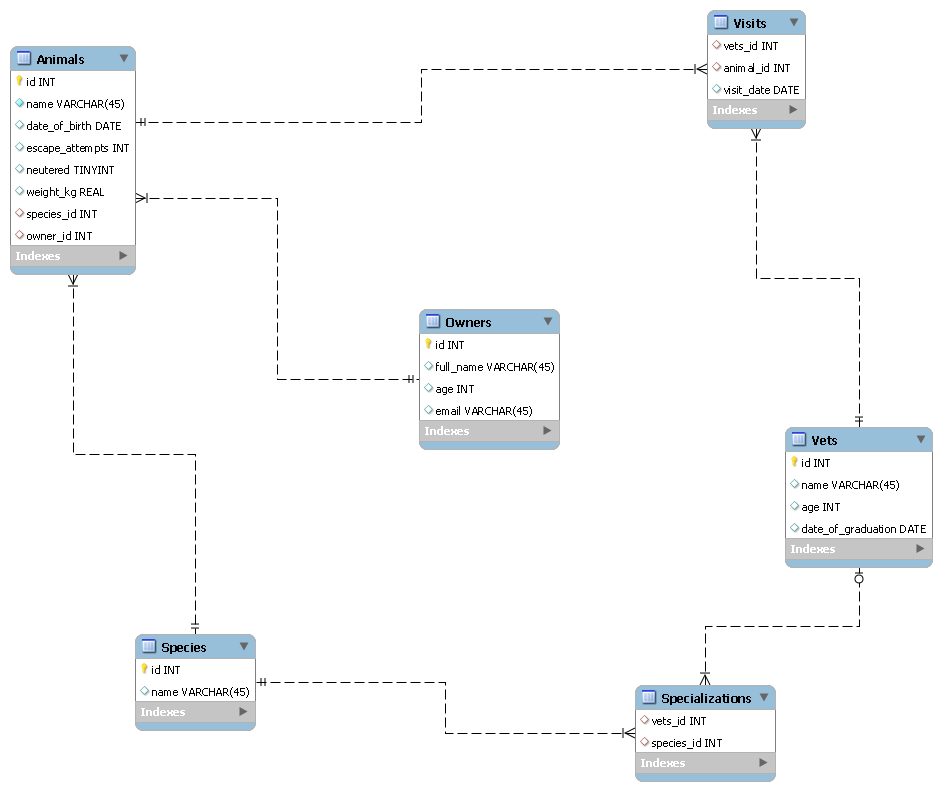 Animals
id INT
name VARCHAR(45)
date_of_birth DATE
escape_attempts INT
neutered TINYINT
weight_kg REAL
species_id INT
owner_id INT
Indexes
Visits
vets_id INT
animal_id INT
visit_date DATE
Indexes
Owners
id INT
full_name VARCHAR(45)
age INT
email VARCHAR(45)
Indexes
Vets
id INT
name VARCHAR(45)
age INT
date_of_graduation DATE
Indexes
Species
id INT
name VARCHAR(45)
Indexes
Specializations
vets_id INT
species_id INT
Indexes